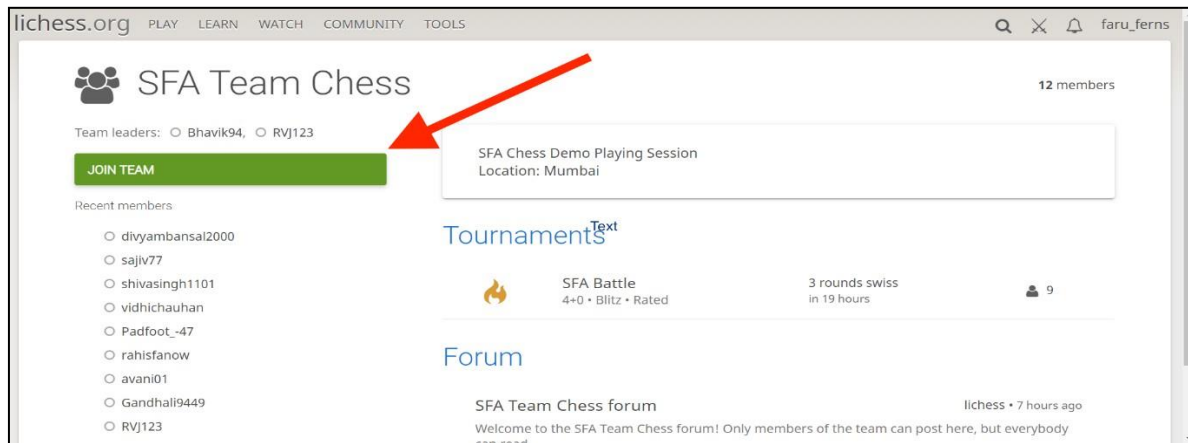 lichess.org PLAY LEARN WATCH COMMUNITY TOOLS faru_ferns
SFA Team Chess
12 members
Team leaders: Bhavik94, RVJ123
JOIN TEAM
SFA Chess Demo Playing Session
Location: Mumbai
Recent members
divyambansal2000
sajiv77
shivasingh1101
vidhichauhan
Padfoot_-47
rahisfanow
avani01
Gandhali9449
RVJ123
Tournaments
Text
SFA Battle
4+0 • Blitz • Rated
3 rounds swiss
in 19 hours
9
Forum
SFA Team Chess forum
lichess • 7 hours ago
Welcome to the SFA Team Chess forum! Only members of the team can post here, but everybody